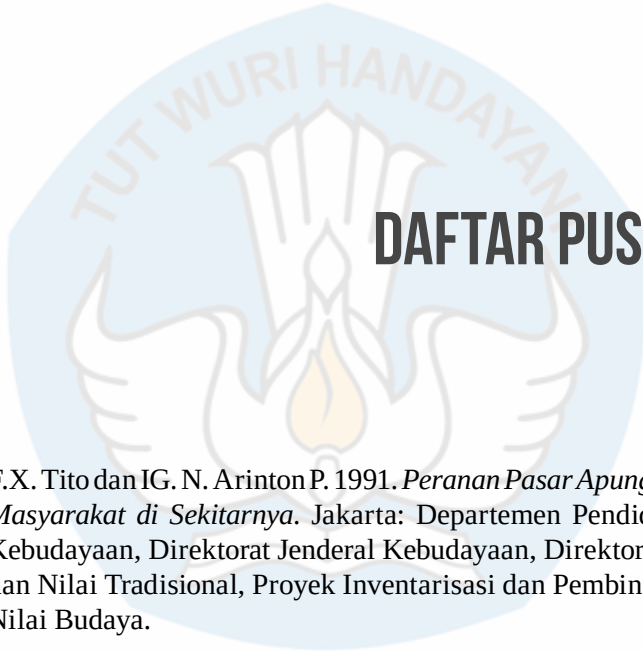 TUT WURI HANDAYANI
DAFTAR PUS
F.X. Tito dan IG. N. Arinton P. 1991. Peranan Pasar Apung
Masyarakat di Sekitarnya. Jakarta: Departemen Pendid
Kebudayaan, Direktorat Jenderal Kebudayaan, Direktor
dan Nilai Tradisional, Proyek Inventarisasi dan Pembin
Nilai Budaya.